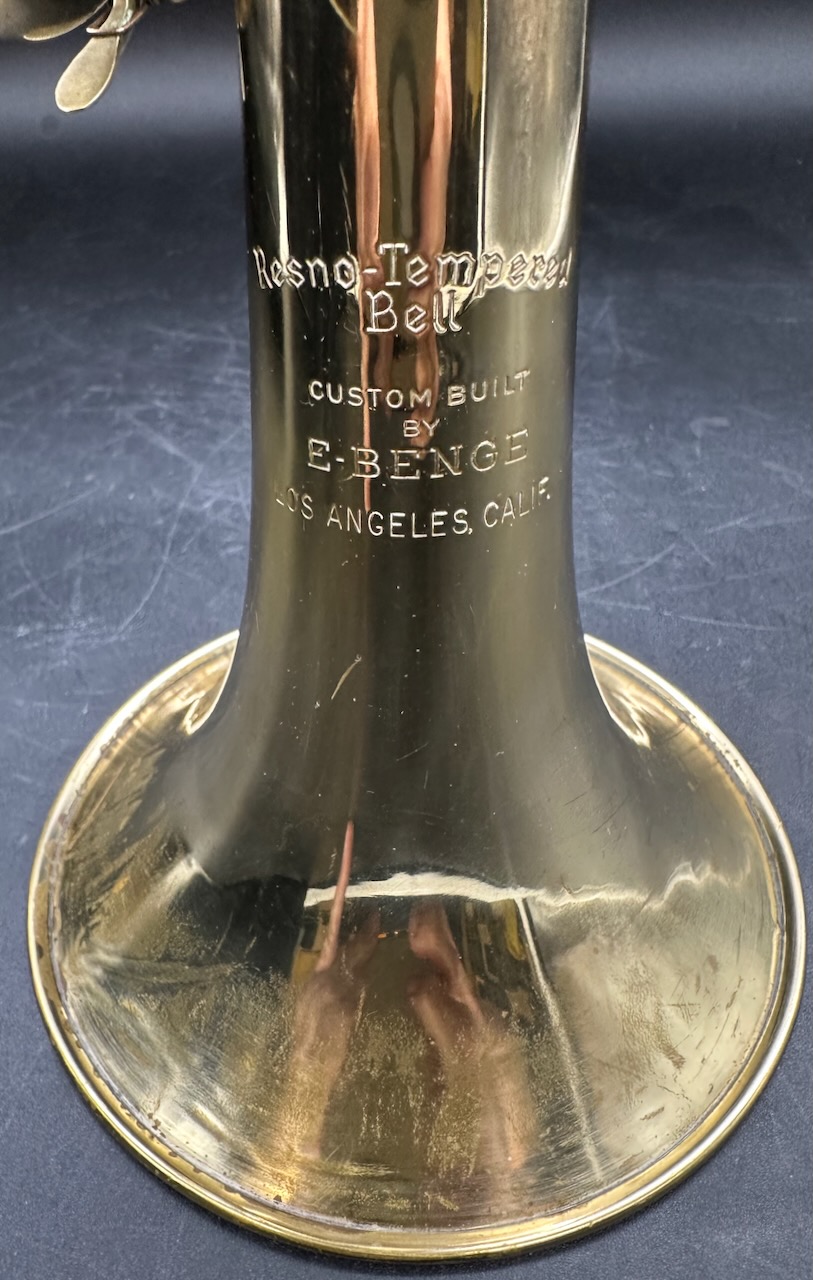 Resno-Tempered
Bell
CUSTOM BUILT
BY
E-BENGE
LOS ANGELES, CALIF.